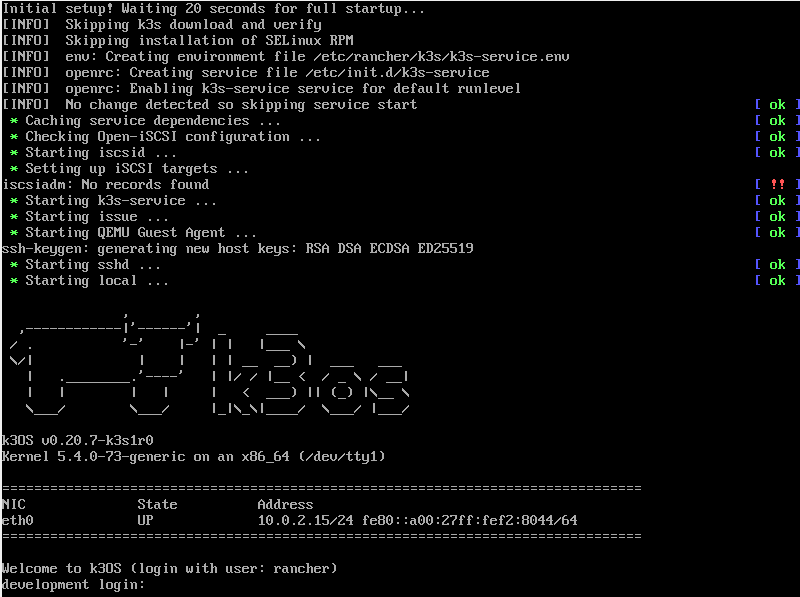 Initial setup! Waiting 20 seconds for full startup...
[INFO]  Skipping k3s download and verify
[INFO]  Skipping installation of SELinux RPM
[INFO]  env: Creating environment file /etc/rancher/k3s/k3s-service.env
[INFO]  openrc: Creating service file /etc/init.d/k3s-service
[INFO]  openrc: Enabling k3s-service service for default runlevel
[INFO]  No change detected so skipping service start [ ok ]
* Caching service dependencies ... [ ok ]
* Checking Open-iSCSI configuration ... [ ok ]
* Starting iscsid ... [ ok ]
* Setting up iSCSI targets ...
iscsiadm: No records found [ !! ]
* Starting k3s-service ... [ ok ]
* Starting issue ... [ ok ]
* Starting QEMU Guest Agent ... [ ok ]
ssh-keygen: generating new host keys: RSA DSA ECDSA ED25519
* Starting sshd ... [ ok ]
* Starting local ... [ ok ]
k3os
k3OS v0.20.7-k3s1r0
Kernel 5.4.0-73-generic on an x86_64 (/dev/tty1)
================================================================================
NIC State Address
eth0 UP 10.0.2.15/24 fe80::a00:27ff:fef2:8044/64
================================================================================
Welcome to k3OS (login with user: rancher)
development login: